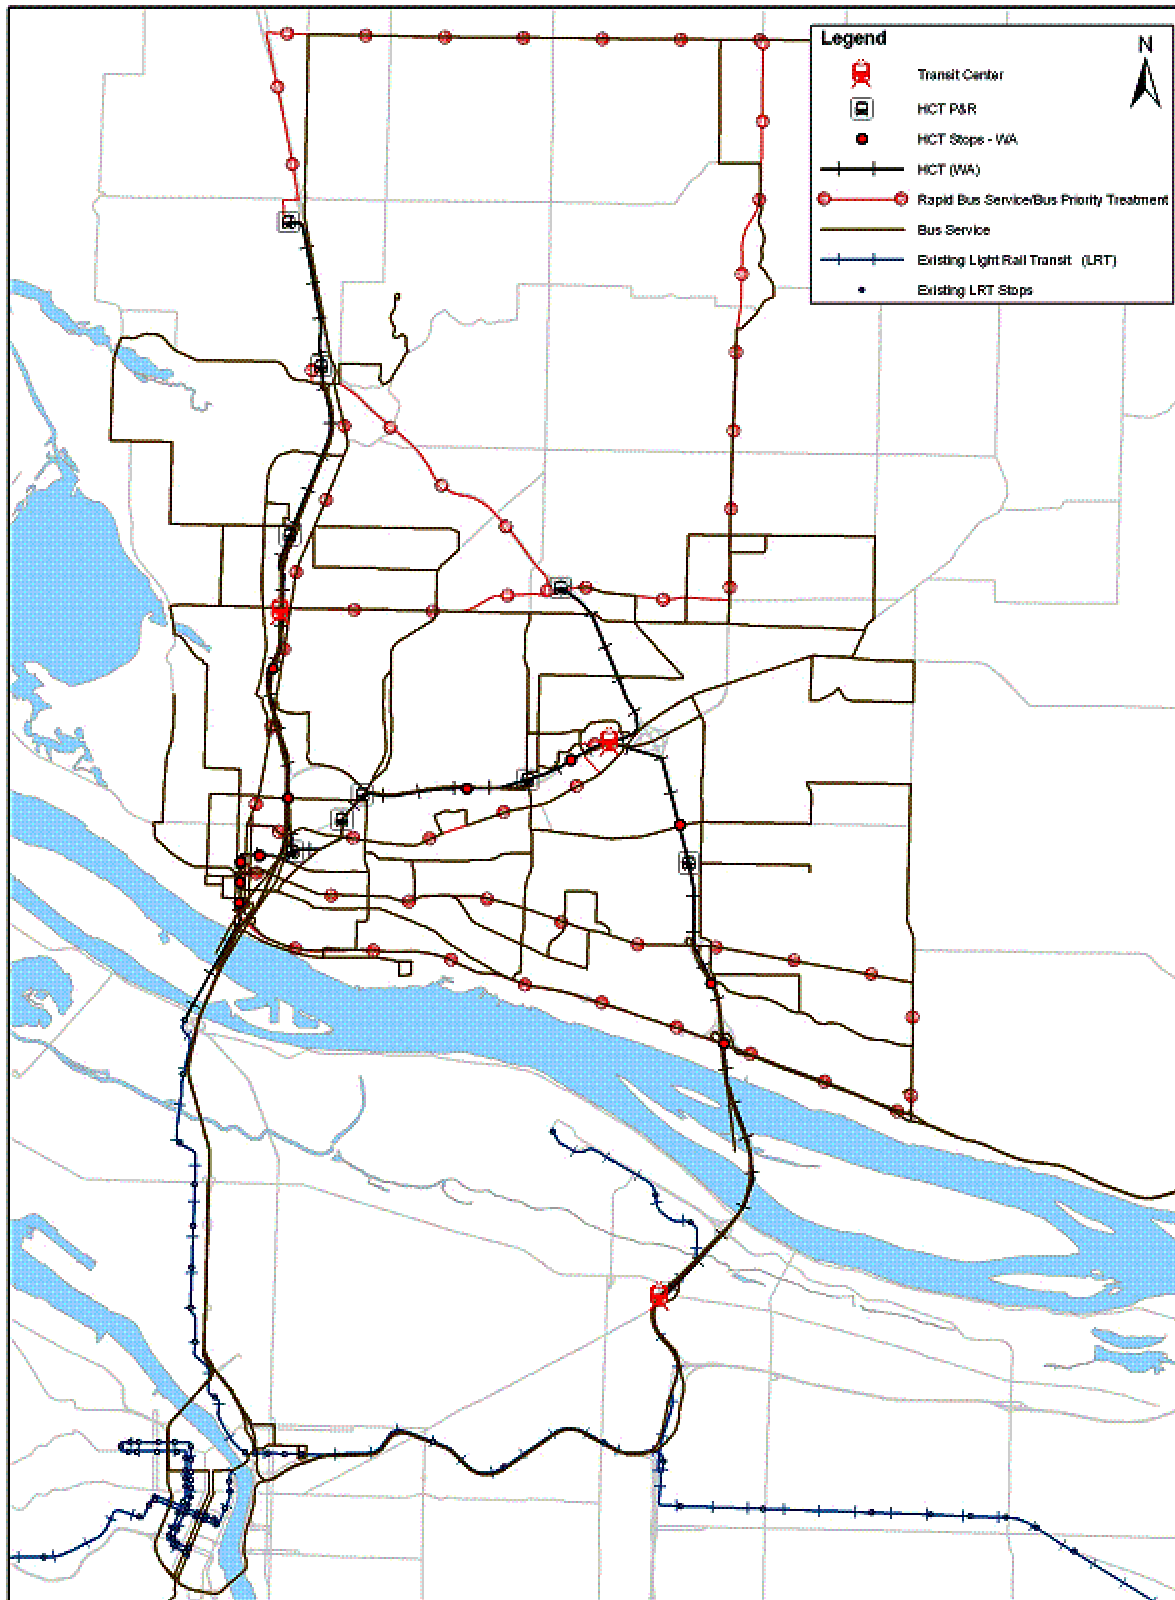 Legend
N
Transit Center
HCT P&R
HCT Stops - WA
HCT (WA)
Rapid Bus Service/Bus Priority Treatment
Bus Service
Existing Light Rail Transit (LRT)
Existing LRT Stops